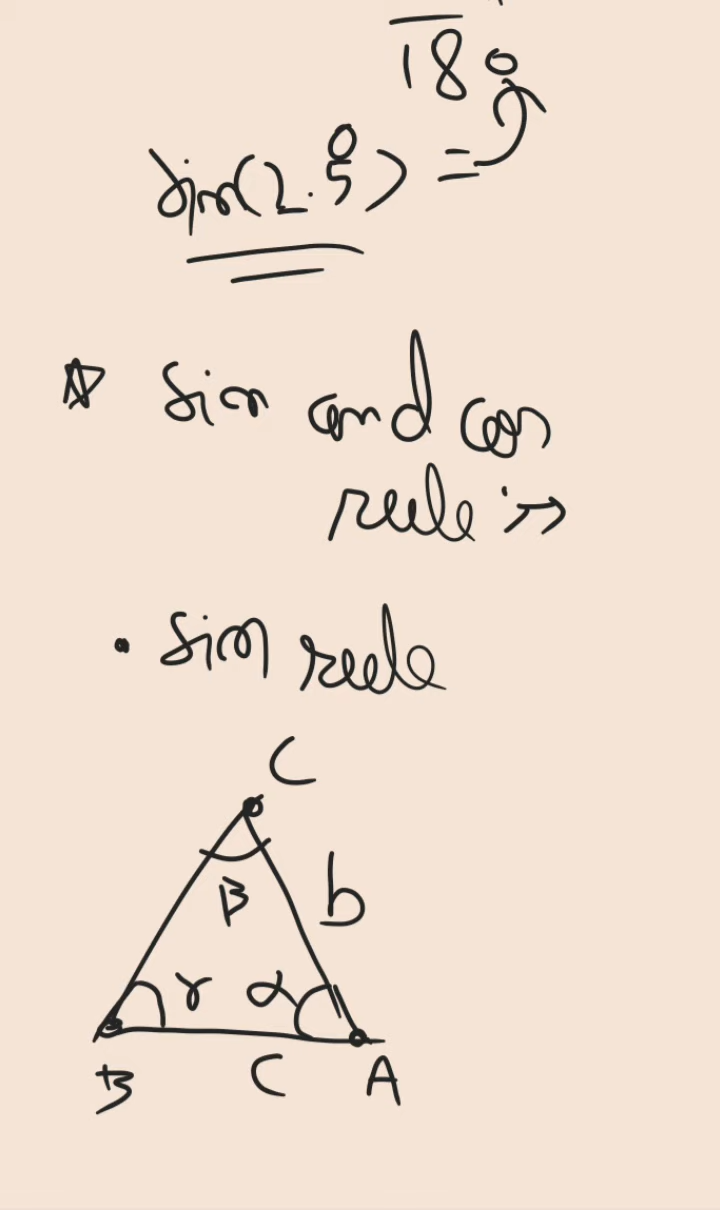 180
sin(2.5°) =
☆ sin and cos
rule :→
• sin rule
C
β
b
γ α
B C A